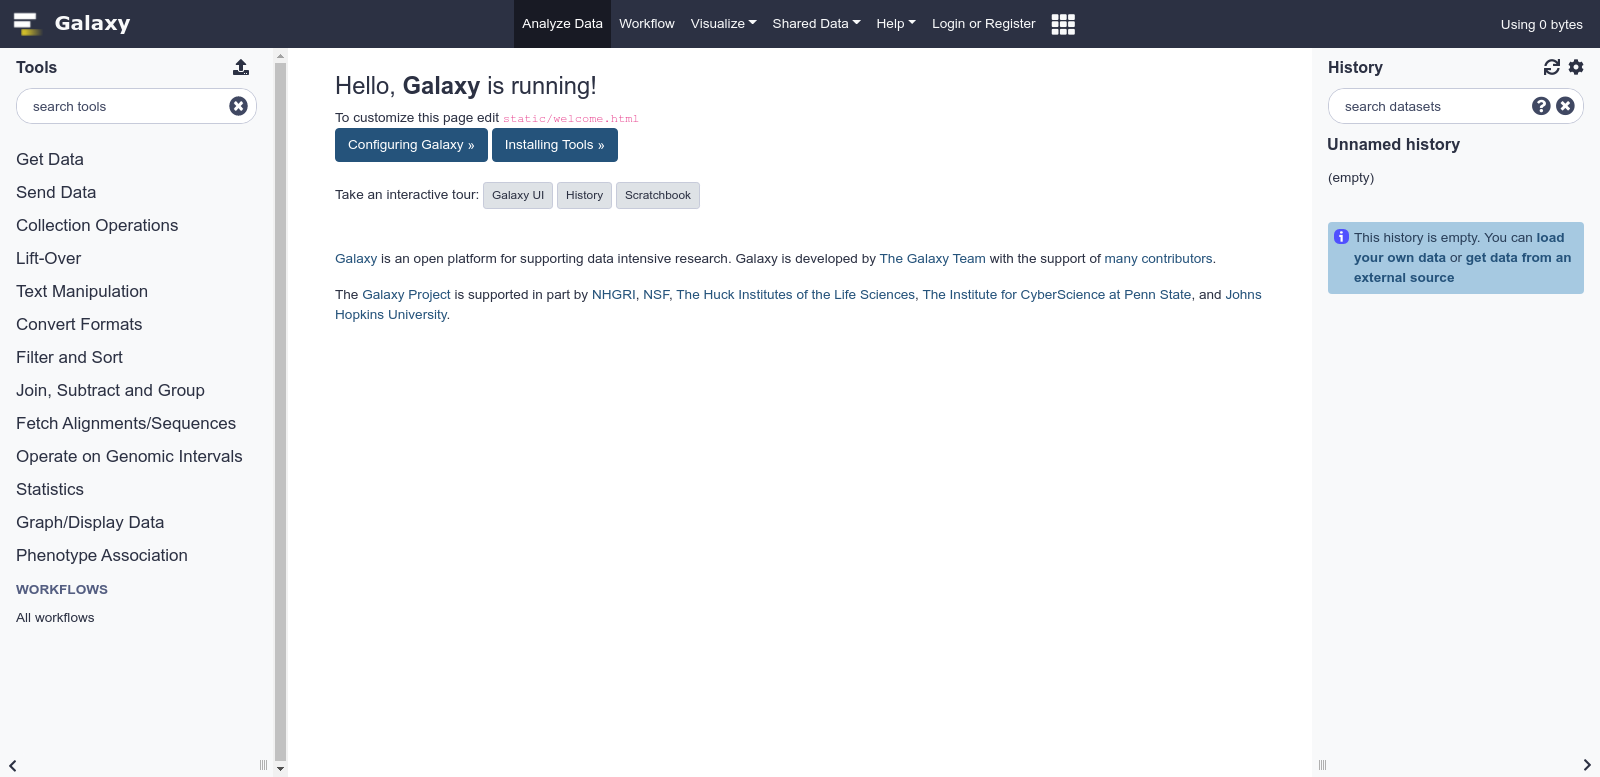 Galaxy
Analyze Data
Workflow
Visualize
Shared Data
Help
Login or Register
Using 0 bytes
Tools
search tools
Get Data
Send Data
Collection Operations
Lift-Over
Text Manipulation
Convert Formats
Filter and Sort
Join, Subtract and Group
Fetch Alignments/Sequences
Operate on Genomic Intervals
Statistics
Graph/Display Data
Phenotype Association
WORKFLOWS
All workflows
Hello, Galaxy is running!
To customize this page edit static/welcome.html
Configuring Galaxy »
Installing Tools »
Take an interactive tour: Galaxy UI History Scratchbook
Galaxy is an open platform for supporting data intensive research. Galaxy is developed by The Galaxy Team with the support of many contributors.
The Galaxy Project is supported in part by NHGRI, NSF, The Huck Institutes of the Life Sciences, The Institute for CyberScience at Penn State, and Johns
Hopkins University.
History
search datasets
Unnamed history
(empty)
This history is empty. You can load
your own data or get data from an
external source